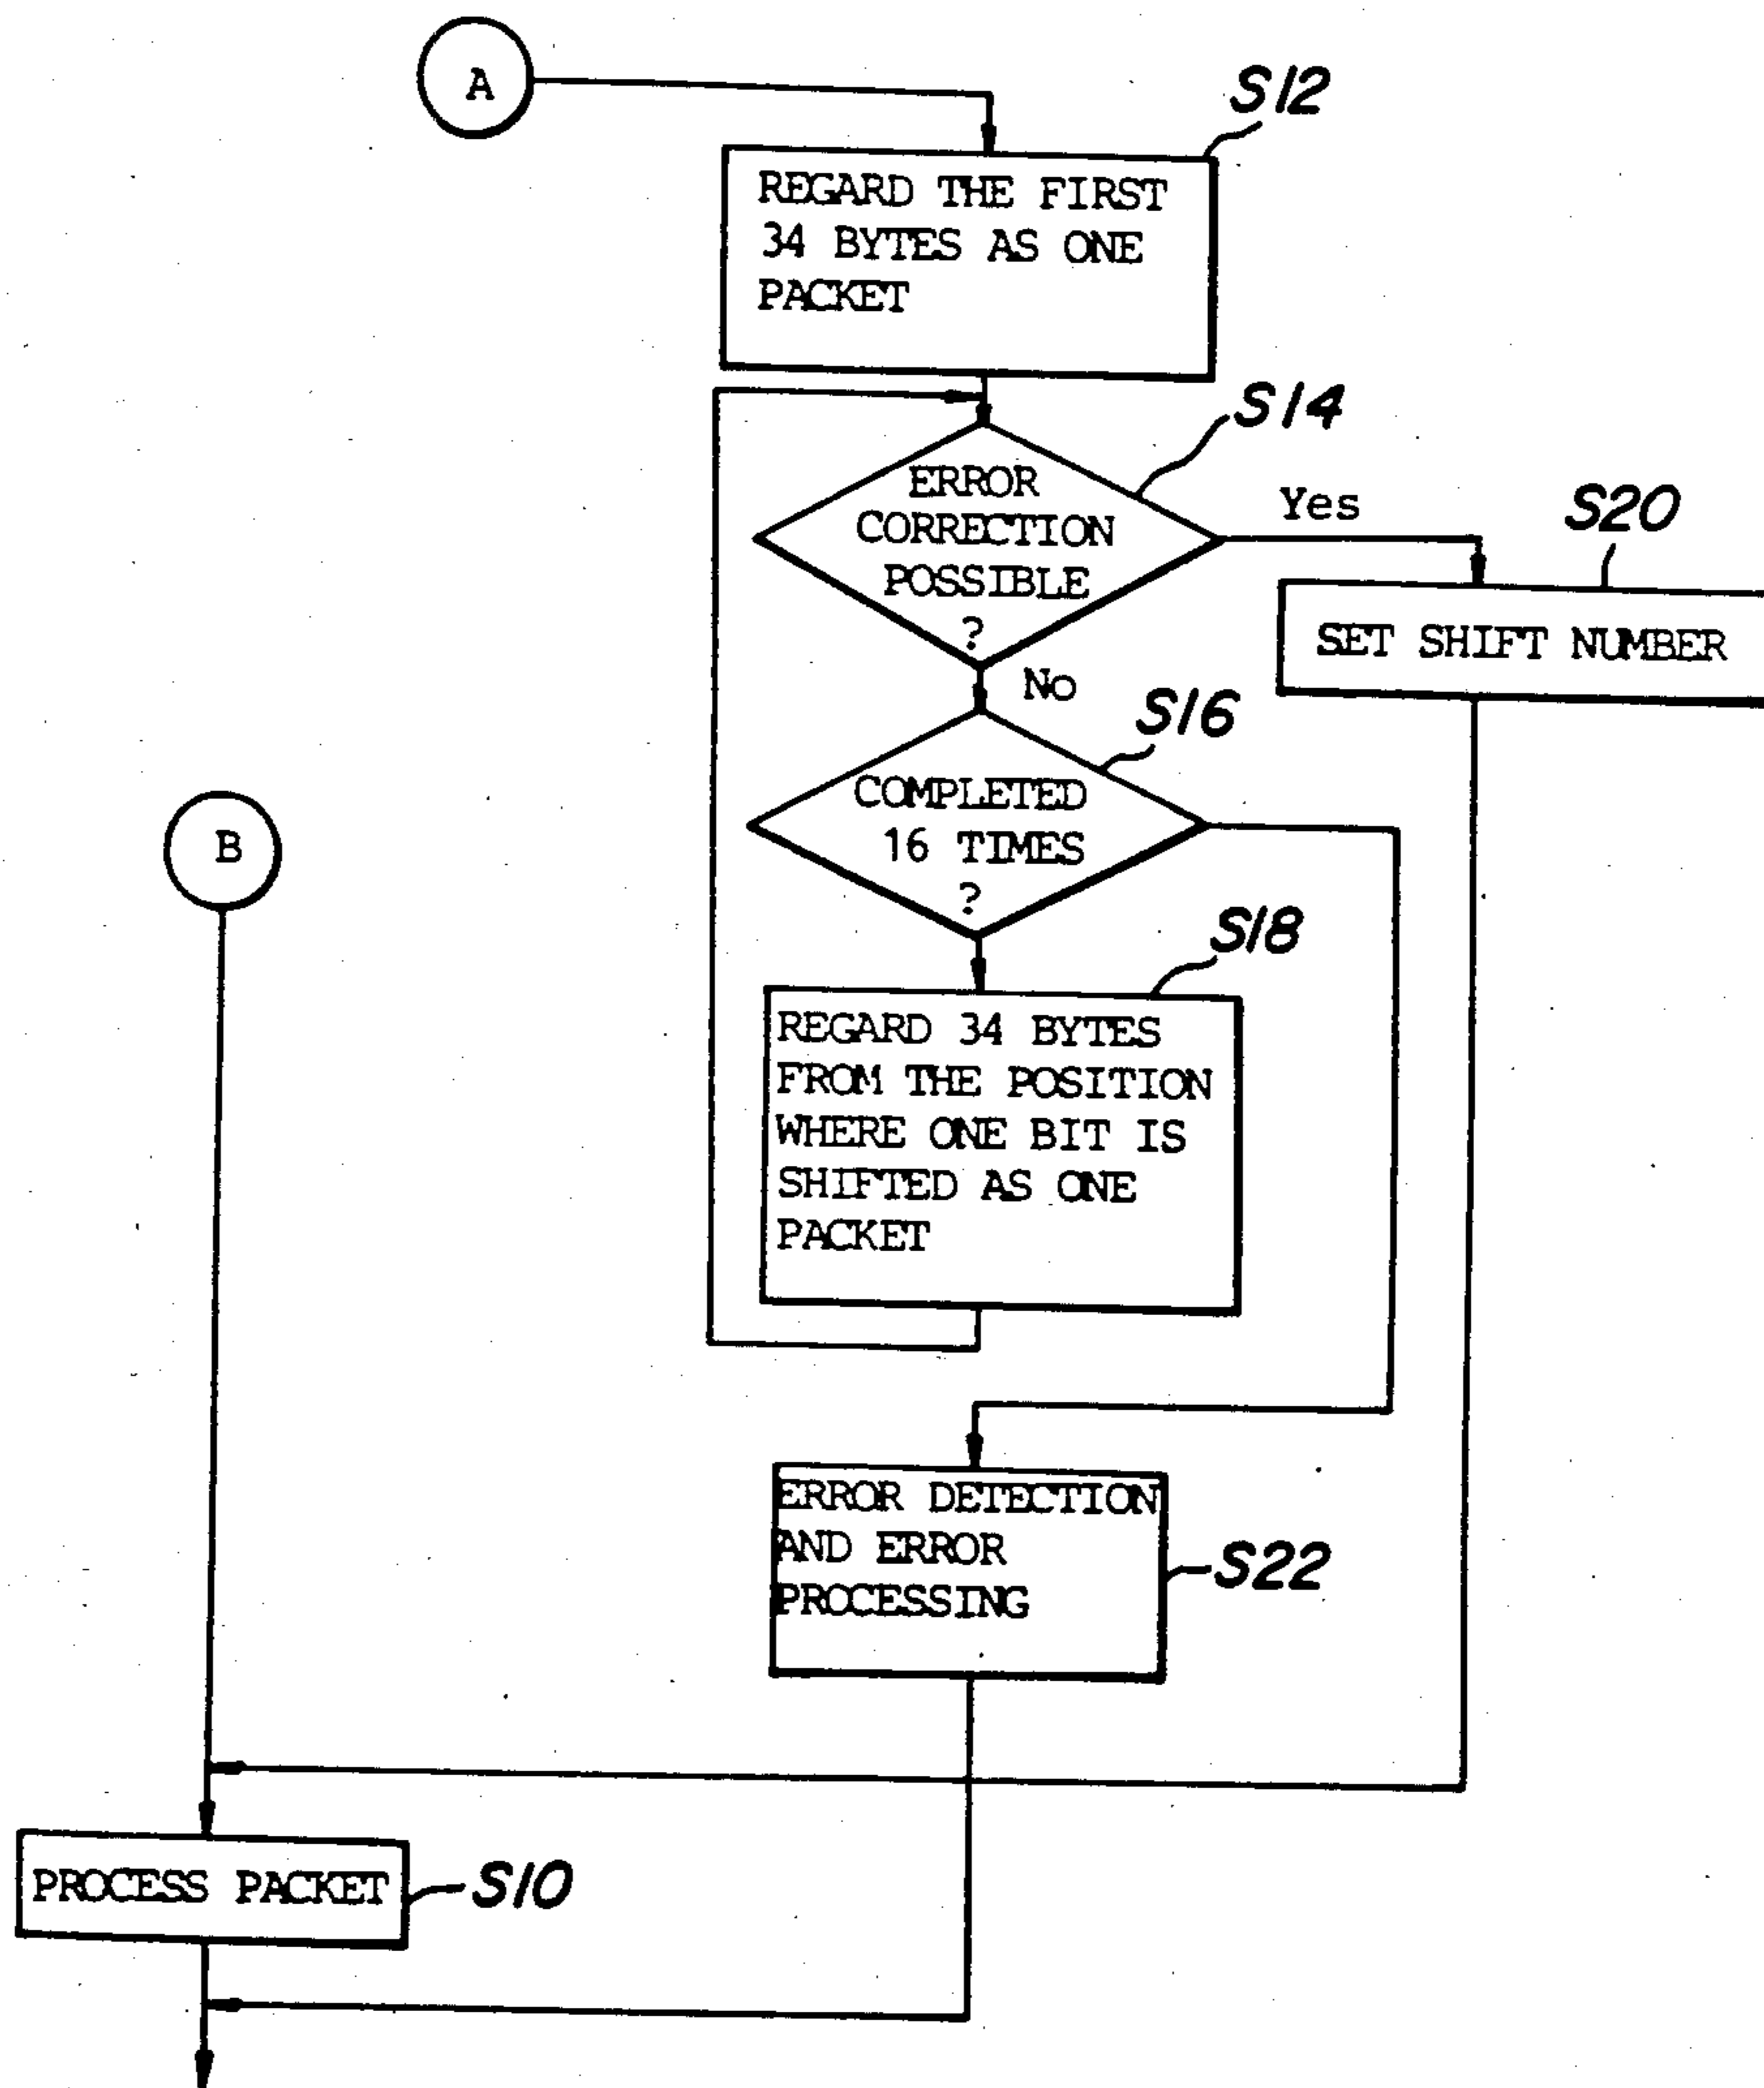 A
S12
REGARD THE FIRST
34 BYTES AS ONE
PACKET
S14
ERROR
CORRECTION
POSSIBLE
?
Yes
S20
SET SHIFT NUMBER
No
S16
COMPLETED
16 TIMES
?
B
S18
REGARD 34 BYTES
FROM THE POSITION
WHERE ONE BIT IS
SHIFTED AS ONE
PACKET
ERROR DETECTION
AND ERROR
PROCESSING
S22
PROCESS PACKET
S10